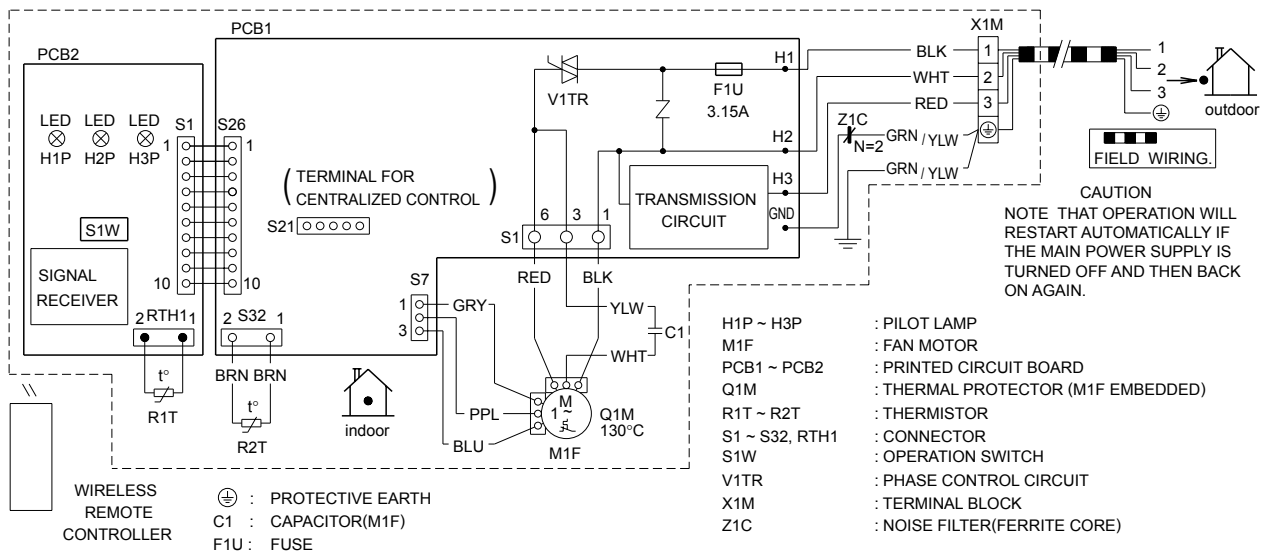 PCB1
X1M
PCB2
H1
BLK
1
1
V1TR
F1U
3.15A
WHT
2
2
RED
3
3
outdoor
LED LED LED
H1P H2P H3P
S1 S26
1 1
H2
Z1C
N=2
GRN / YLW
FIELD WIRING.
(TERMINAL FOR
CENTRALIZED CONTROL)
TRANSMISSION
CIRCUIT
H3
GRN / YLW
GND
S21
S1W
S1
6 3 1
CAUTION
NOTE THAT OPERATION WILL
RESTART AUTOMATICALLY IF
THE MAIN POWER SUPPLY IS
TURNED OFF AND THEN BACK
ON AGAIN.
SIGNAL
RECEIVER
10 10
S7
RED BLK
1 GRY
YLW
3
C1
WHT
2 RTH1 1
2 S32 1
BRN BRN
t°
R1T
t°
R2T
indoor
PPL
BLU
M
1 ~
Q1M
130°C
M1F
H1P ~ H3P : PILOT LAMP
M1F : FAN MOTOR
PCB1 ~ PCB2 : PRINTED CIRCUIT BOARD
Q1M : THERMAL PROTECTOR (M1F EMBEDDED)
R1T ~ R2T : THERMISTOR
S1 ~ S32, RTH1 : CONNECTOR
S1W : OPERATION SWITCH
V1TR : PHASE CONTROL CIRCUIT
X1M : TERMINAL BLOCK
Z1C : NOISE FILTER(FERRITE CORE)
WIRELESS
REMOTE
CONTROLLER
: PROTECTIVE EARTH
C1 : CAPACITOR(M1F)
F1U : FUSE